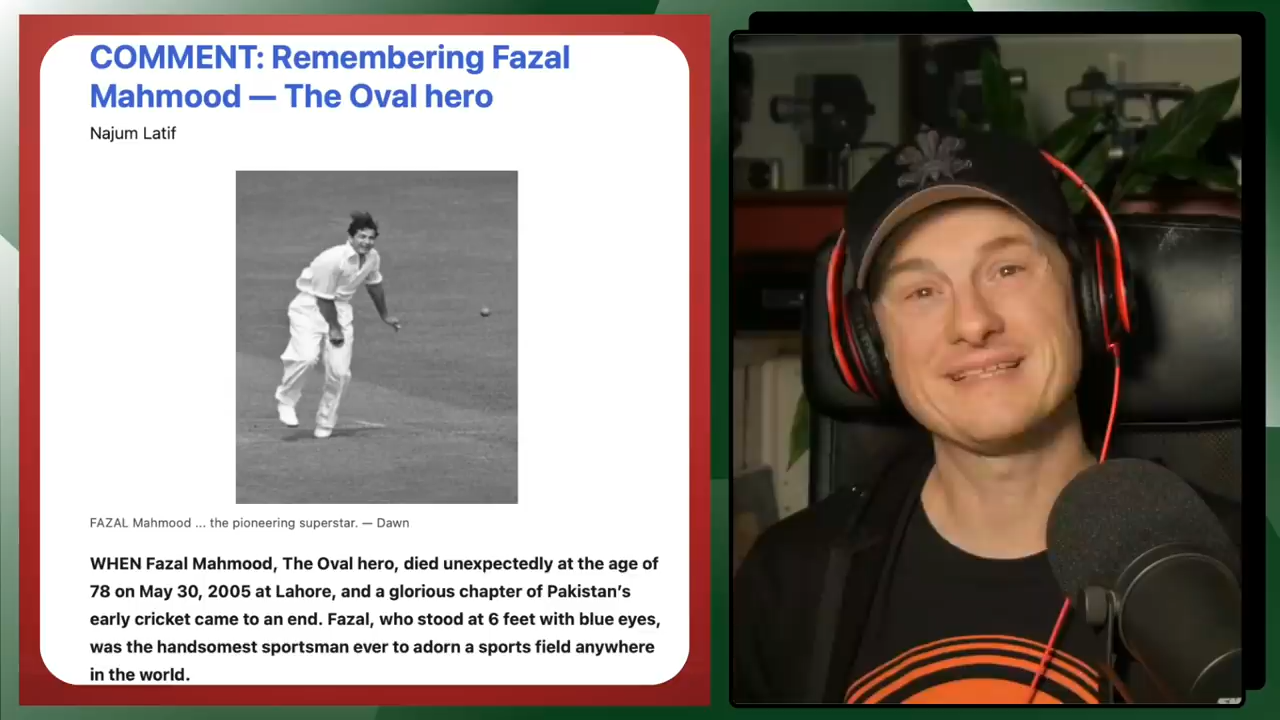 COMMENT: Remembering Fazal
Mahmood — The Oval hero
Najum Latif
FAZAL Mahmood ... the pioneering superstar. — Dawn
WHEN Fazal Mahmood, The Oval hero, died unexpectedly at the age of
78 on May 30, 2005 at Lahore, and a glorious chapter of Pakistan’s
early cricket came to an end. Fazal, who stood at 6 feet with blue eyes,
was the handsomest sportsman ever to adorn a sports field anywhere
in the world.